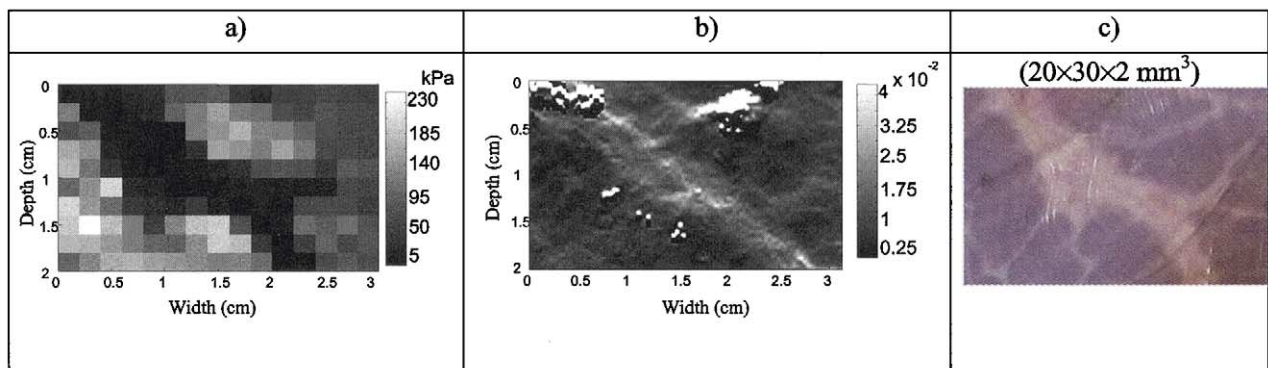 a)
b)
c)
kPa
230
185
140
95
50
5
0
0.5
1
1.5
2
Depth (cm)
0 0.5 1 1.5 2 2.5 3
Width (cm)
x 10⁻²
4
3.25
2.5
1.75
1
0.25
0
0.5
1
1.5
2
Depth (cm)
0 0.5 1 1.5 2 2.5 3
Width (cm)
(20×30×2 mm³)